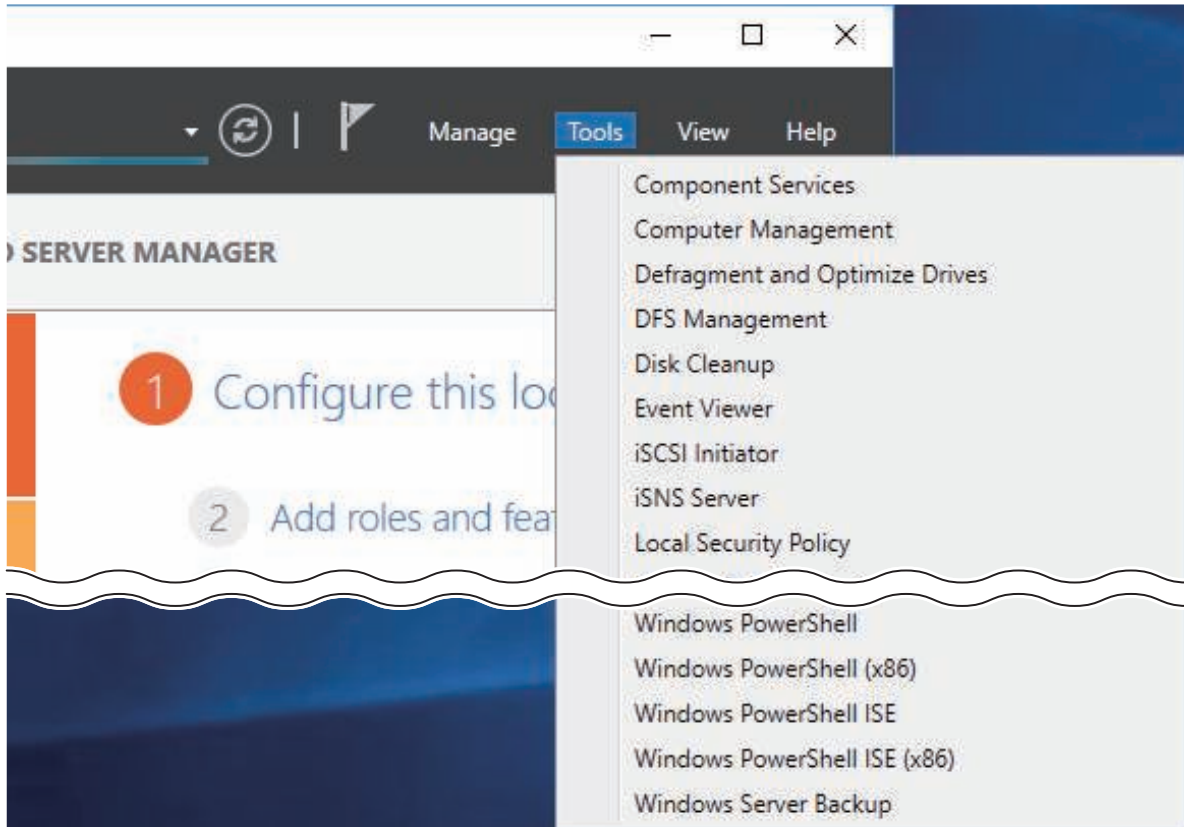 Manage Tools View Help
SERVER MANAGER
1 Configure this
2 Add roles and
Component Services
Computer Management
Defragment and Optimize Drives
DFS Management
Disk Cleanup
Event Viewer
iSCSI Initiator
iSNS Server
Local Security Policy
Windows PowerShell
Windows PowerShell (x86)
Windows PowerShell ISE
Windows PowerShell ISE (x86)
Windows Server Backup